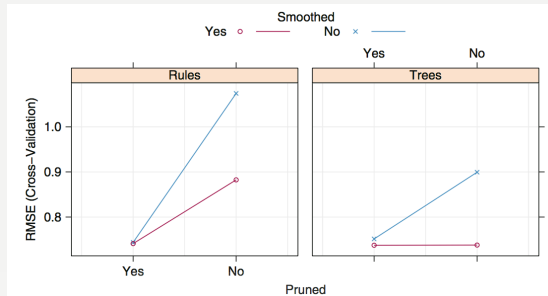 Smoothed
Yes No
Yes No
Rules Trees
1.0
0.9
0.8
RMSE (Cross−Validation)
Yes No
Pruned